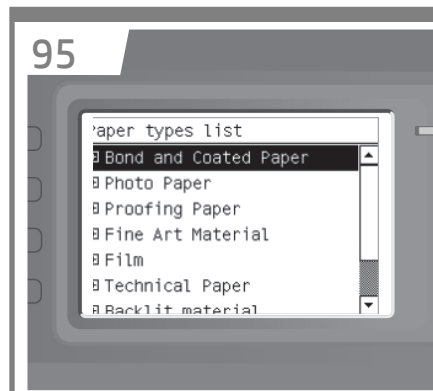 95
Paper types list
Bond and Coated Paper
Photo Paper
Proofing Paper
Fine Art Material
Film
Technical Paper
Backlit material